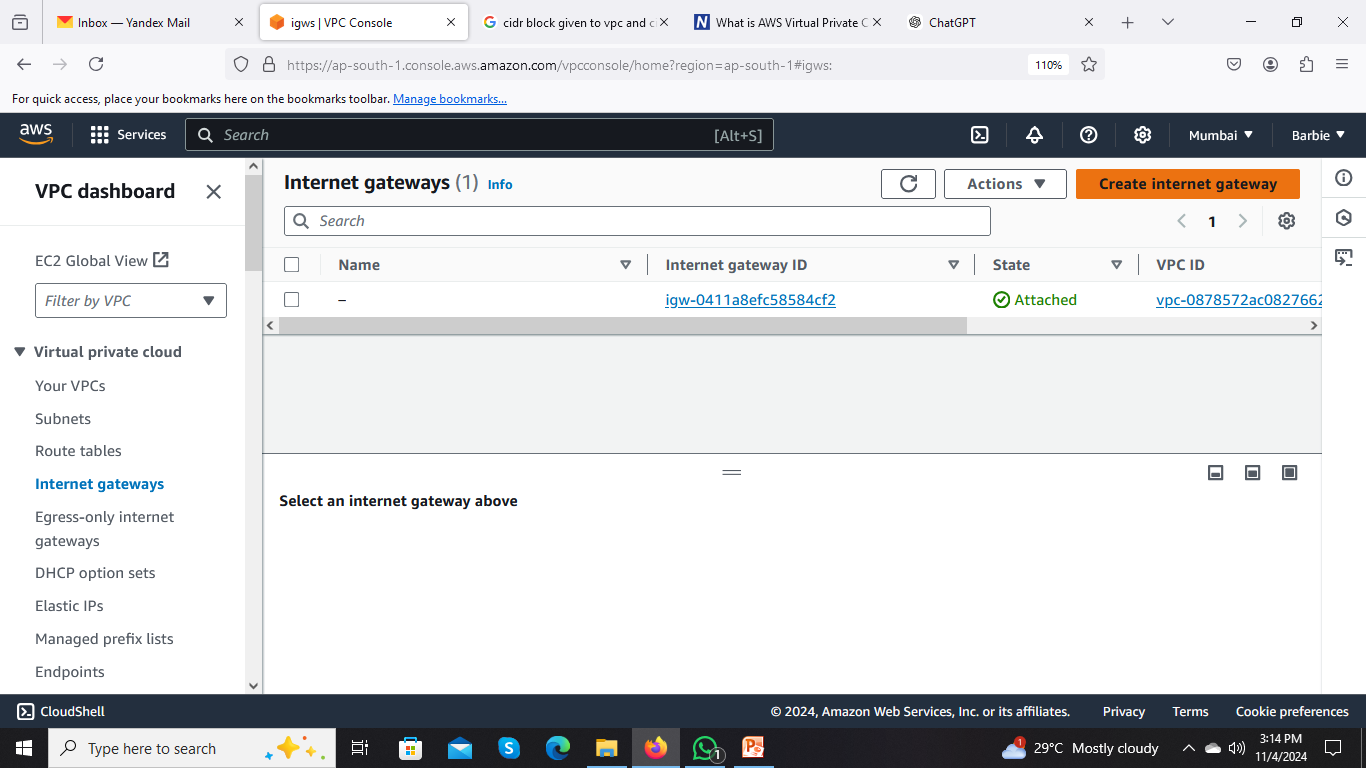 Inbox — Yandex Mail
igws | VPC Console
cidr block given to vpc and c
What is AWS Virtual Private C
ChatGPT
https://ap-south-1.console.aws.amazon.com/vpcconsole/home?region=ap-south-1#igws:
110%
For quick access, place your bookmarks here on the bookmarks toolbar. Manage bookmarks...
aws
Services
Search
[Alt+S]
Mumbai
Barbie
VPC dashboard
EC2 Global View
Filter by VPC
Virtual private cloud
Your VPCs
Subnets
Route tables
Internet gateways
Egress-only internet
gateways
DHCP option sets
Elastic IPs
Managed prefix lists
Endpoints
Internet gateways (1) Info
Actions
Create internet gateway
Search
1
Name
Internet gateway ID
State
VPC ID
–
igw-0411a8efc58584cf2
Attached
vpc-0878572ac0827662
Select an internet gateway above
CloudShell
© 2024, Amazon Web Services, Inc. or its affiliates.
Privacy
Terms
Cookie preferences
Type here to search
1
1
29°C Mostly cloudy
3:14 PM
11/4/2024